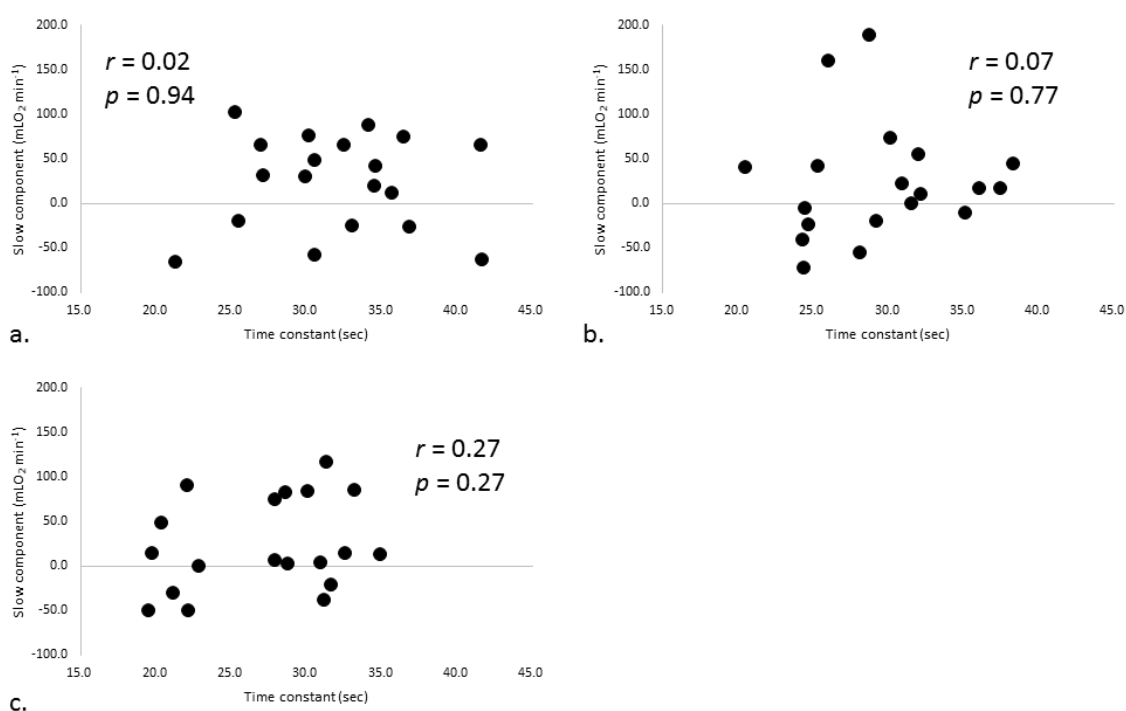 200.0
150.0
100.0
50.0
0.0
-50.0
-100.0
Slow component (mLO₂ min⁻¹)
r = 0.02
p = 0.94
15.0 20.0 25.0 30.0 35.0 40.0 45.0
Time constant (sec)
a.
200.0
150.0
100.0
50.0
0.0
-50.0
-100.0
Slow component (mLO₂ min⁻¹)
r = 0.07
p = 0.77
15.0 20.0 25.0 30.0 35.0 40.0 45.0
Time constant (sec)
b.
200.0
150.0
100.0
50.0
0.0
-50.0
-100.0
Slow component (mLO₂ min⁻¹)
r = 0.27
p = 0.27
15.0 20.0 25.0 30.0 35.0 40.0 45.0
Time constant (sec)
c.